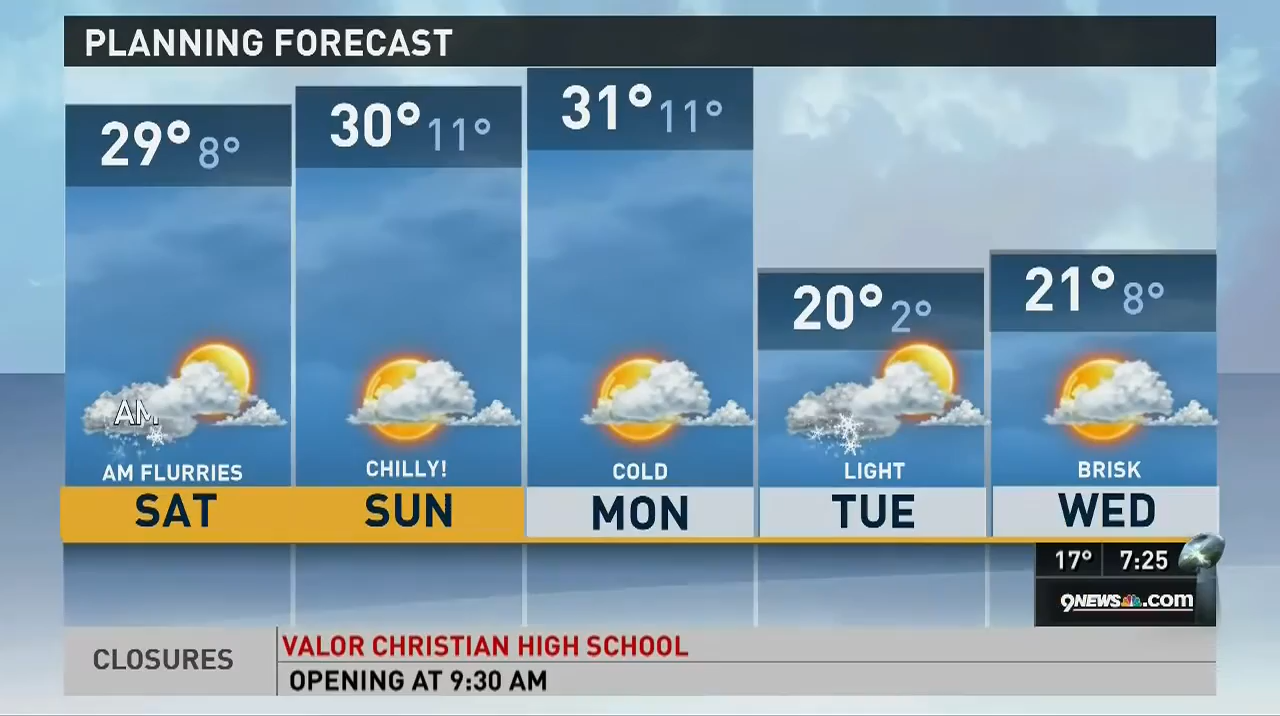 PLANNING FORECAST
29° 8°
30° 11°
31° 11°
20° 2°
21° 8°
AM
AM FLURRIES
CHILLY!
COLD
LIGHT
BRISK
SAT
SUN
MON
TUE
WED
17° 7:25
9NEWS.com
CLOSURES
VALOR CHRISTIAN HIGH SCHOOL
OPENING AT 9:30 AM